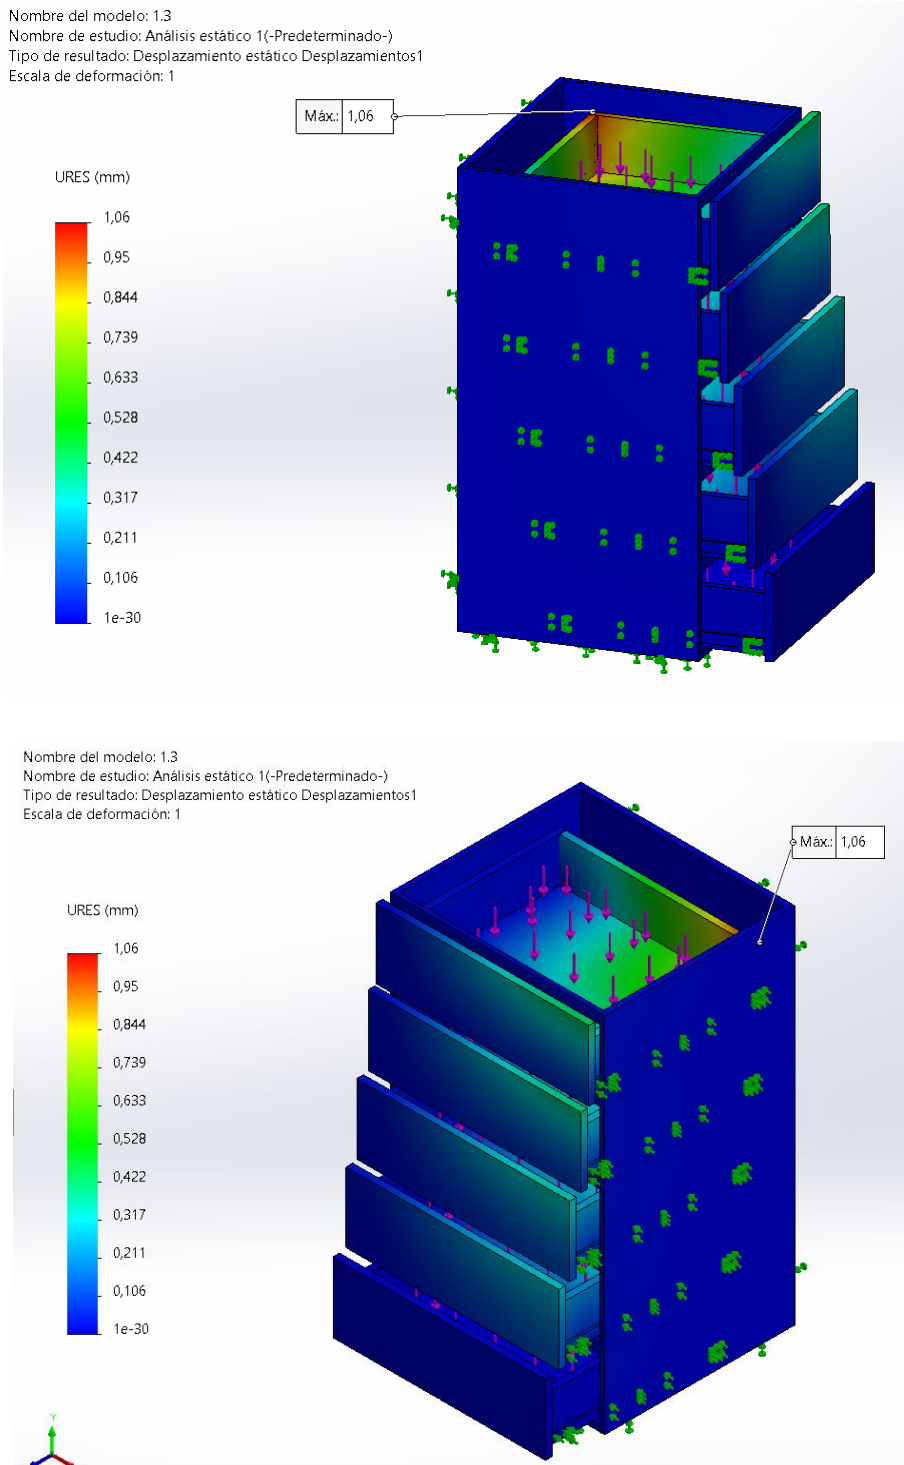 Nombre del modelo: 1.3
Nombre de estudio: Análisis estático 1(-Predeterminado-)
Tipo de resultado: Desplazamiento estático Desplazamientos1
Escala de deformación: 1
Máx.: 1,06
URES (mm)
1,06
0,95
0,844
0,739
0,633
0,528
0,422
0,317
0,211
0,106
1e-30
Nombre del modelo: 1.3
Nombre de estudio: Análisis estático 1(-Predeterminado-)
Tipo de resultado: Desplazamiento estático Desplazamientos1
Escala de deformación: 1
Máx.: 1,06
URES (mm)
1,06
0,95
0,844
0,739
0,633
0,528
0,422
0,317
0,211
0,106
1e-30
Y